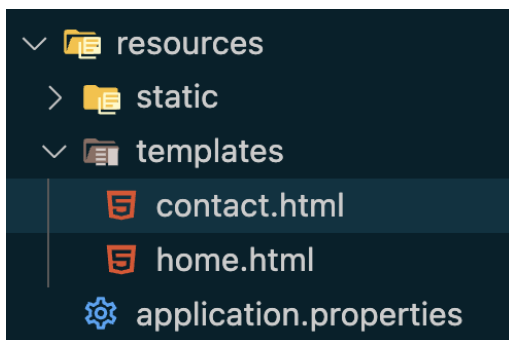 resources
static
templates
contact.html
home.html
application.properties